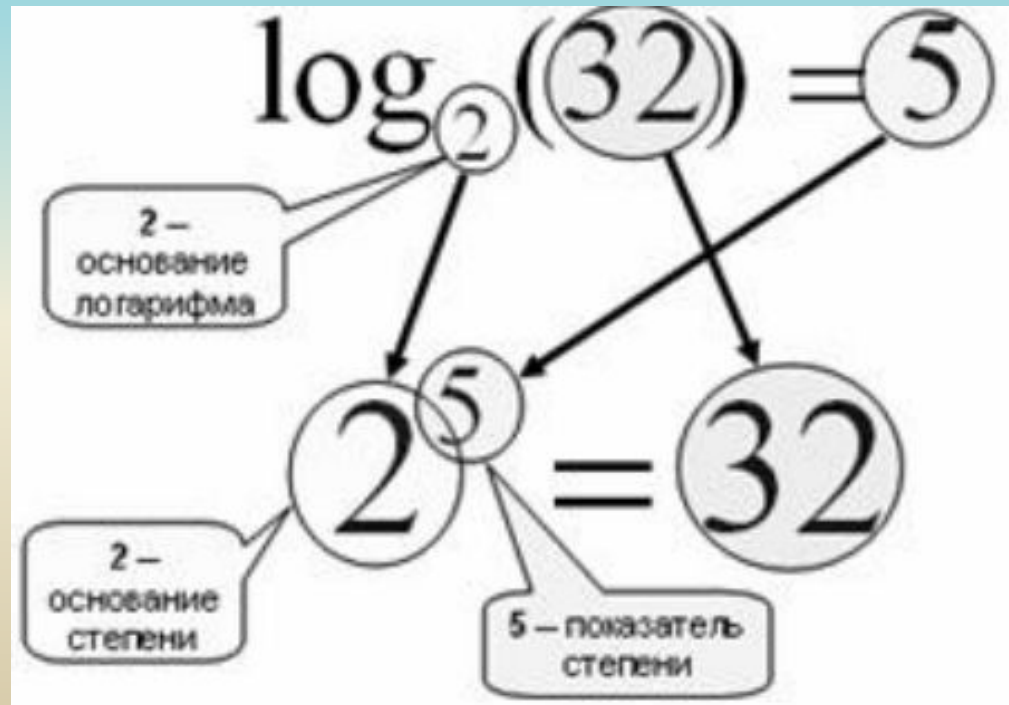 log₂(32) = 5
2 –
основание
логарифма
2⁵ = 32
2 –
основание
степени
5 – показатель
степени